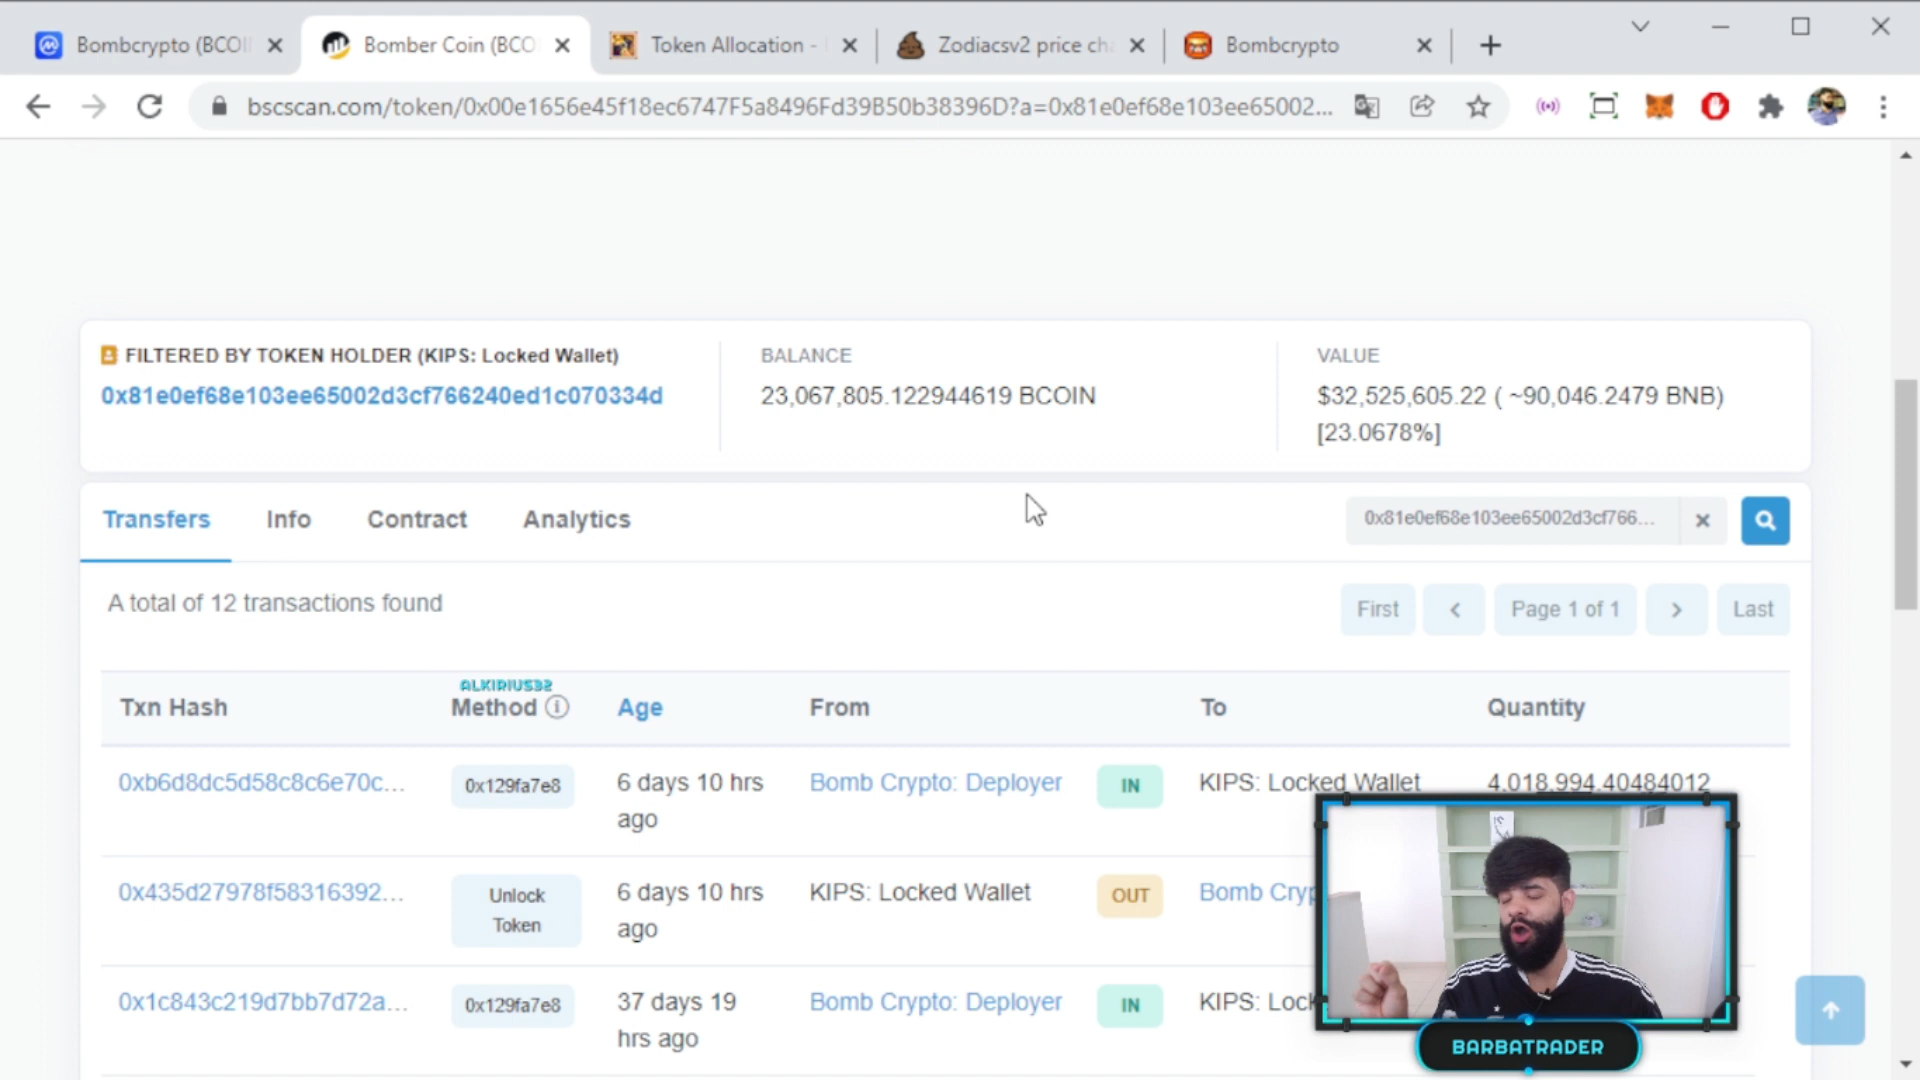 Bombcrypto (BCOI
Bomber Coin (BCO
Token Allocation -
Zodiacsv2 price cha
Bombcrypto
bscscan.com/token/0x00e1656e45f18ec6747F5a8496Fd39B50b38396D?a=0x81e0ef68e103ee65002...
FILTERED BY TOKEN HOLDER (KIPS: Locked Wallet)
0x81e0ef68e103ee65002d3cf766240ed1c070334d
BALANCE
23,067,805.122944619 BCOIN
VALUE
$32,525,605.22 ( ~90,046.2479 BNB)
[23.0678%]
Transfers
Info
Contract
Analytics
0x81e0ef68e103ee65002d3cf766...
A total of 12 transactions found
First
Page 1 of 1
Last
ALKIRIUS32
Txn Hash
Method
Age
From
To
Quantity
0xb6d8dc5d58c8c6e70c...
0x129fa7e8
6 days 10 hrs
ago
Bomb Crypto: Deployer
IN
KIPS: Locked Wallet
4,018,994.40484012
0x435d27978f58316392...
Unlock
Token
6 days 10 hrs
ago
KIPS: Locked Wallet
OUT
Bomb Cryp
0x1c843c219d7bb7d72a...
0x129fa7e8
37 days 19
hrs ago
Bomb Crypto: Deployer
IN
KIPS: Loc
BARBATRADER